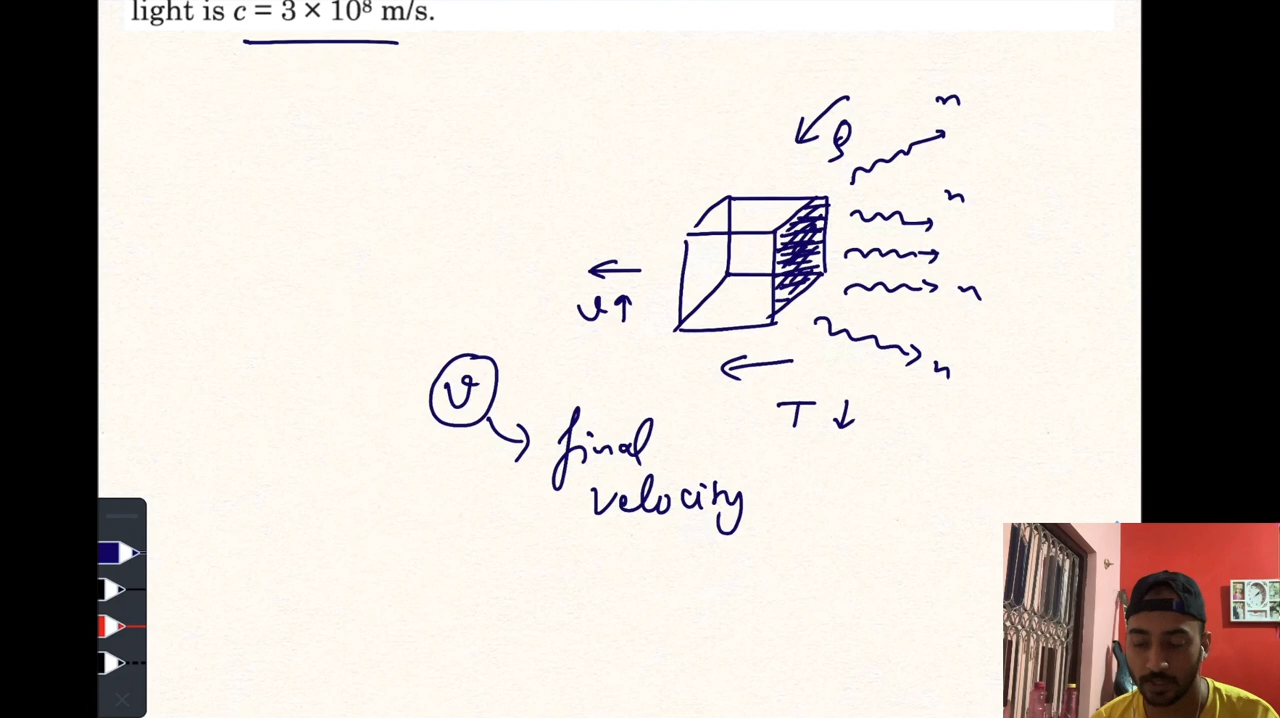 light is c = 3 × 10⁸ m/s.
n
ρ
n
n
v↑
n
T ↓
v
final
velocity